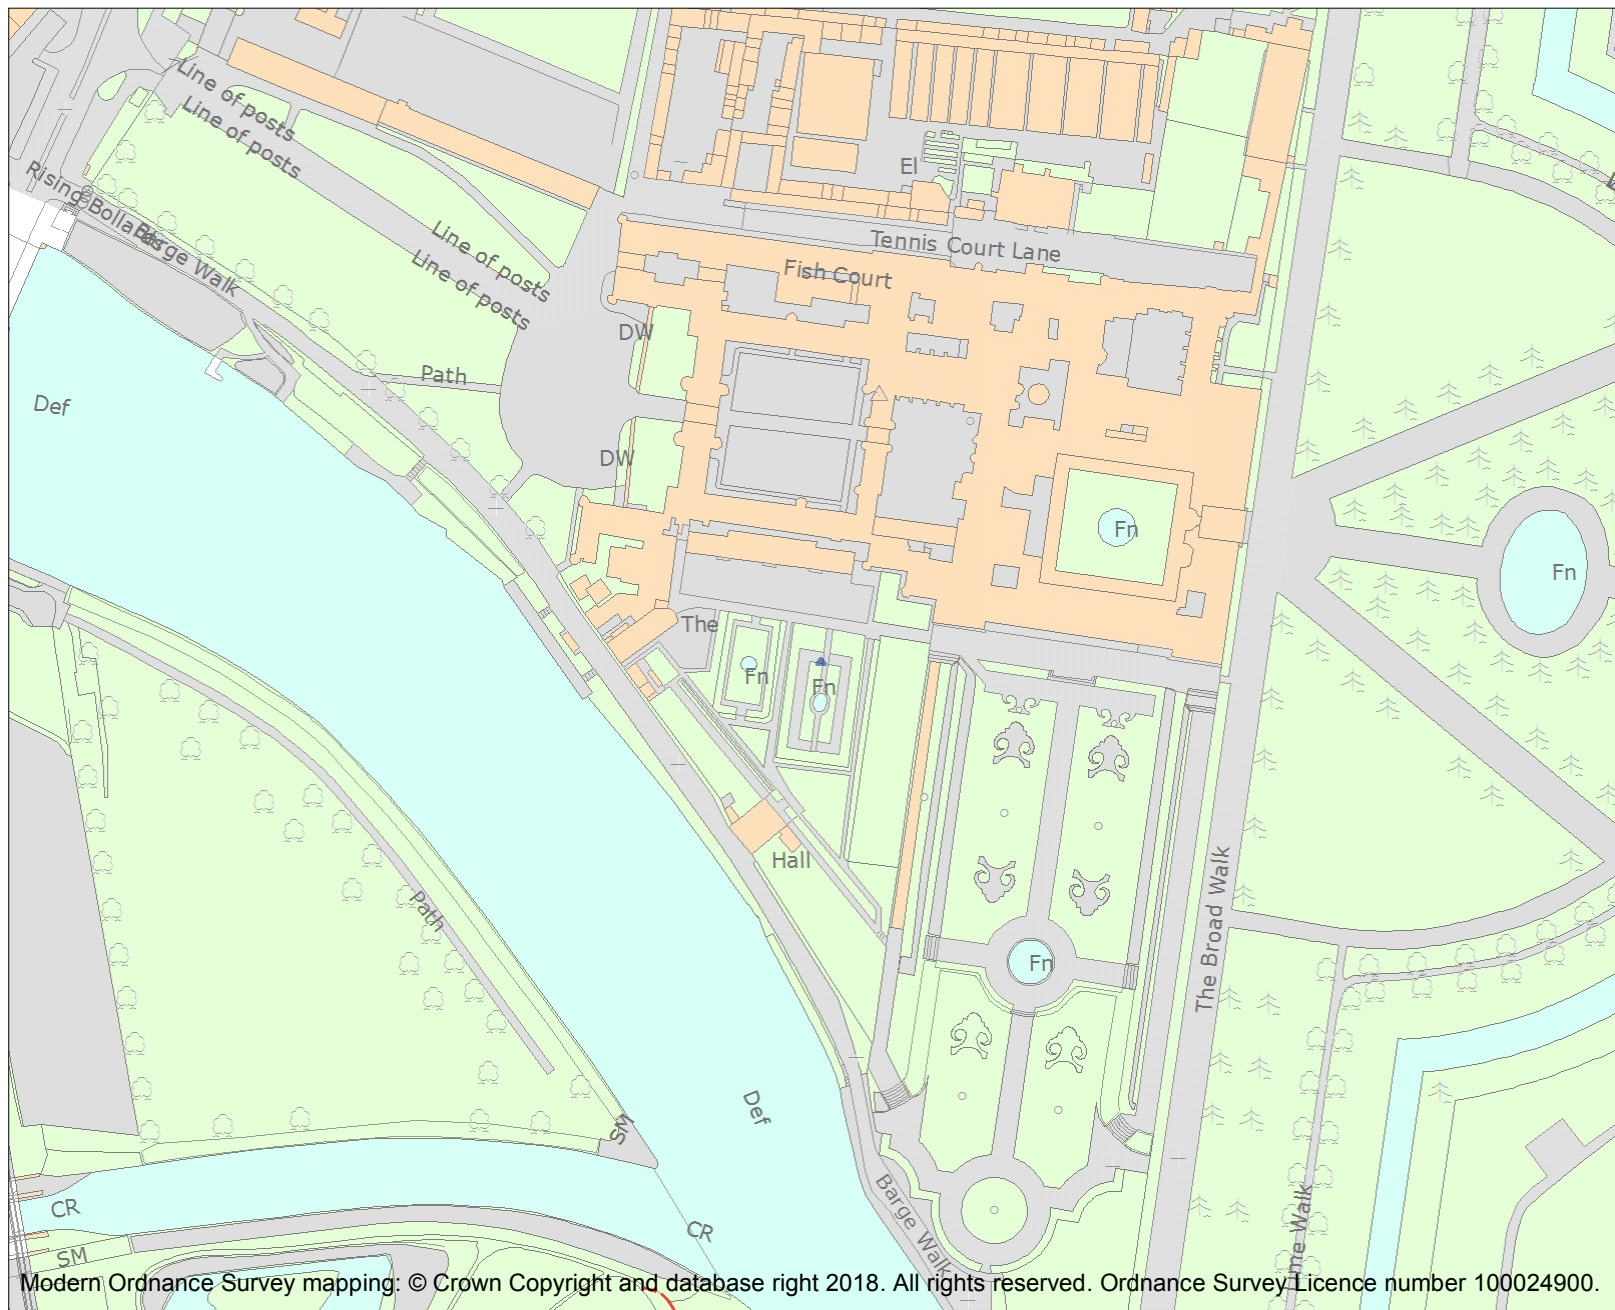 Line of posts
Line of posts
Rising Bollards
Barge Walk
Line of posts
Line of posts
El
Tennis Court Lane
Fish Court
DW
Path
Def
DW
Fn
Fn
The
Fn
Fn
Hall
Path
The Broad Walk
Fn
Def
SM
CR
Barge Walk
CR
SM
me Walk
Modern Ordnance Survey mapping: © Crown Copyright and database right 2018. All rights reserved. Ordnance Survey Licence number 100024900.